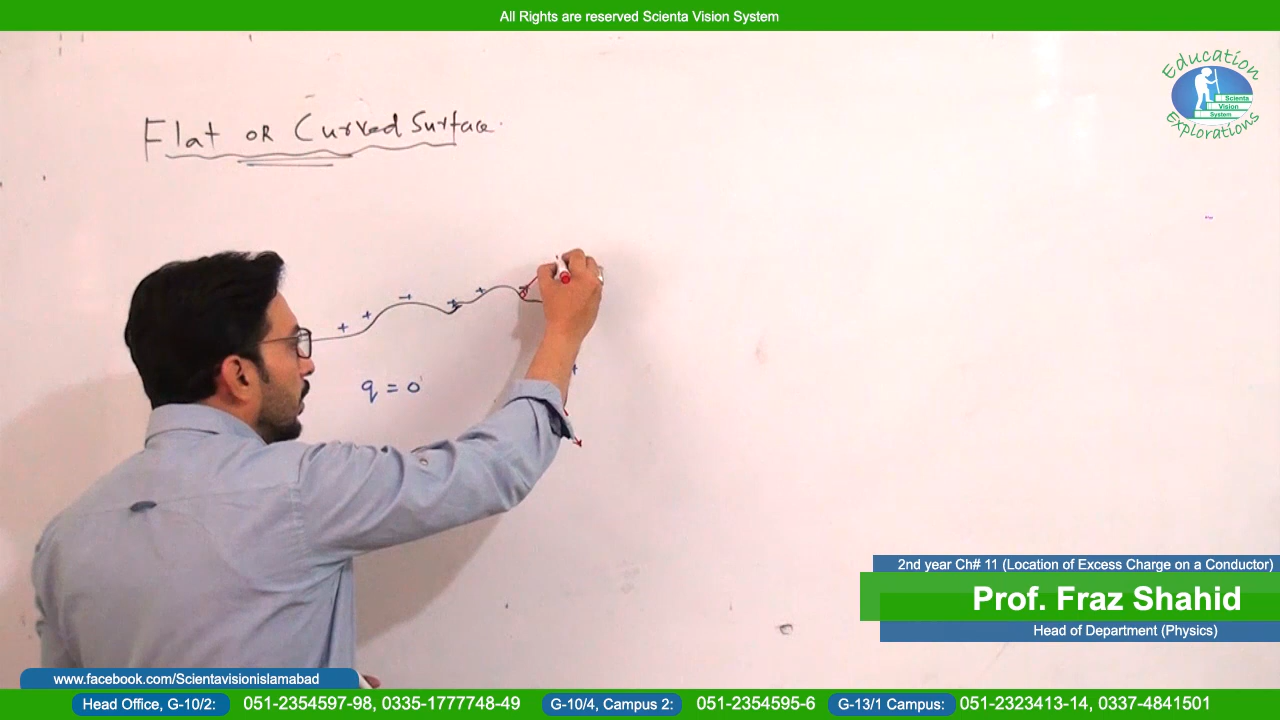 All Rights are reserved Scienta Vision System
Education
Scienta
Vision
System
Explorations
Flat OR Curved Surface.
+ + + + +
q = 0
+
2nd year Ch# 11 (Location of Excess Charge on a Conductor)
Prof. Fraz Shahid
Head of Department (Physics)
www.facebook.com/Scientavisionislamabad
Head Office, G-10/2: 051-2354597-98, 0335-1777748-49 G-10/4, Campus 2: 051-2354595-6 G-13/1 Campus: 051-2323413-14, 0337-4841501